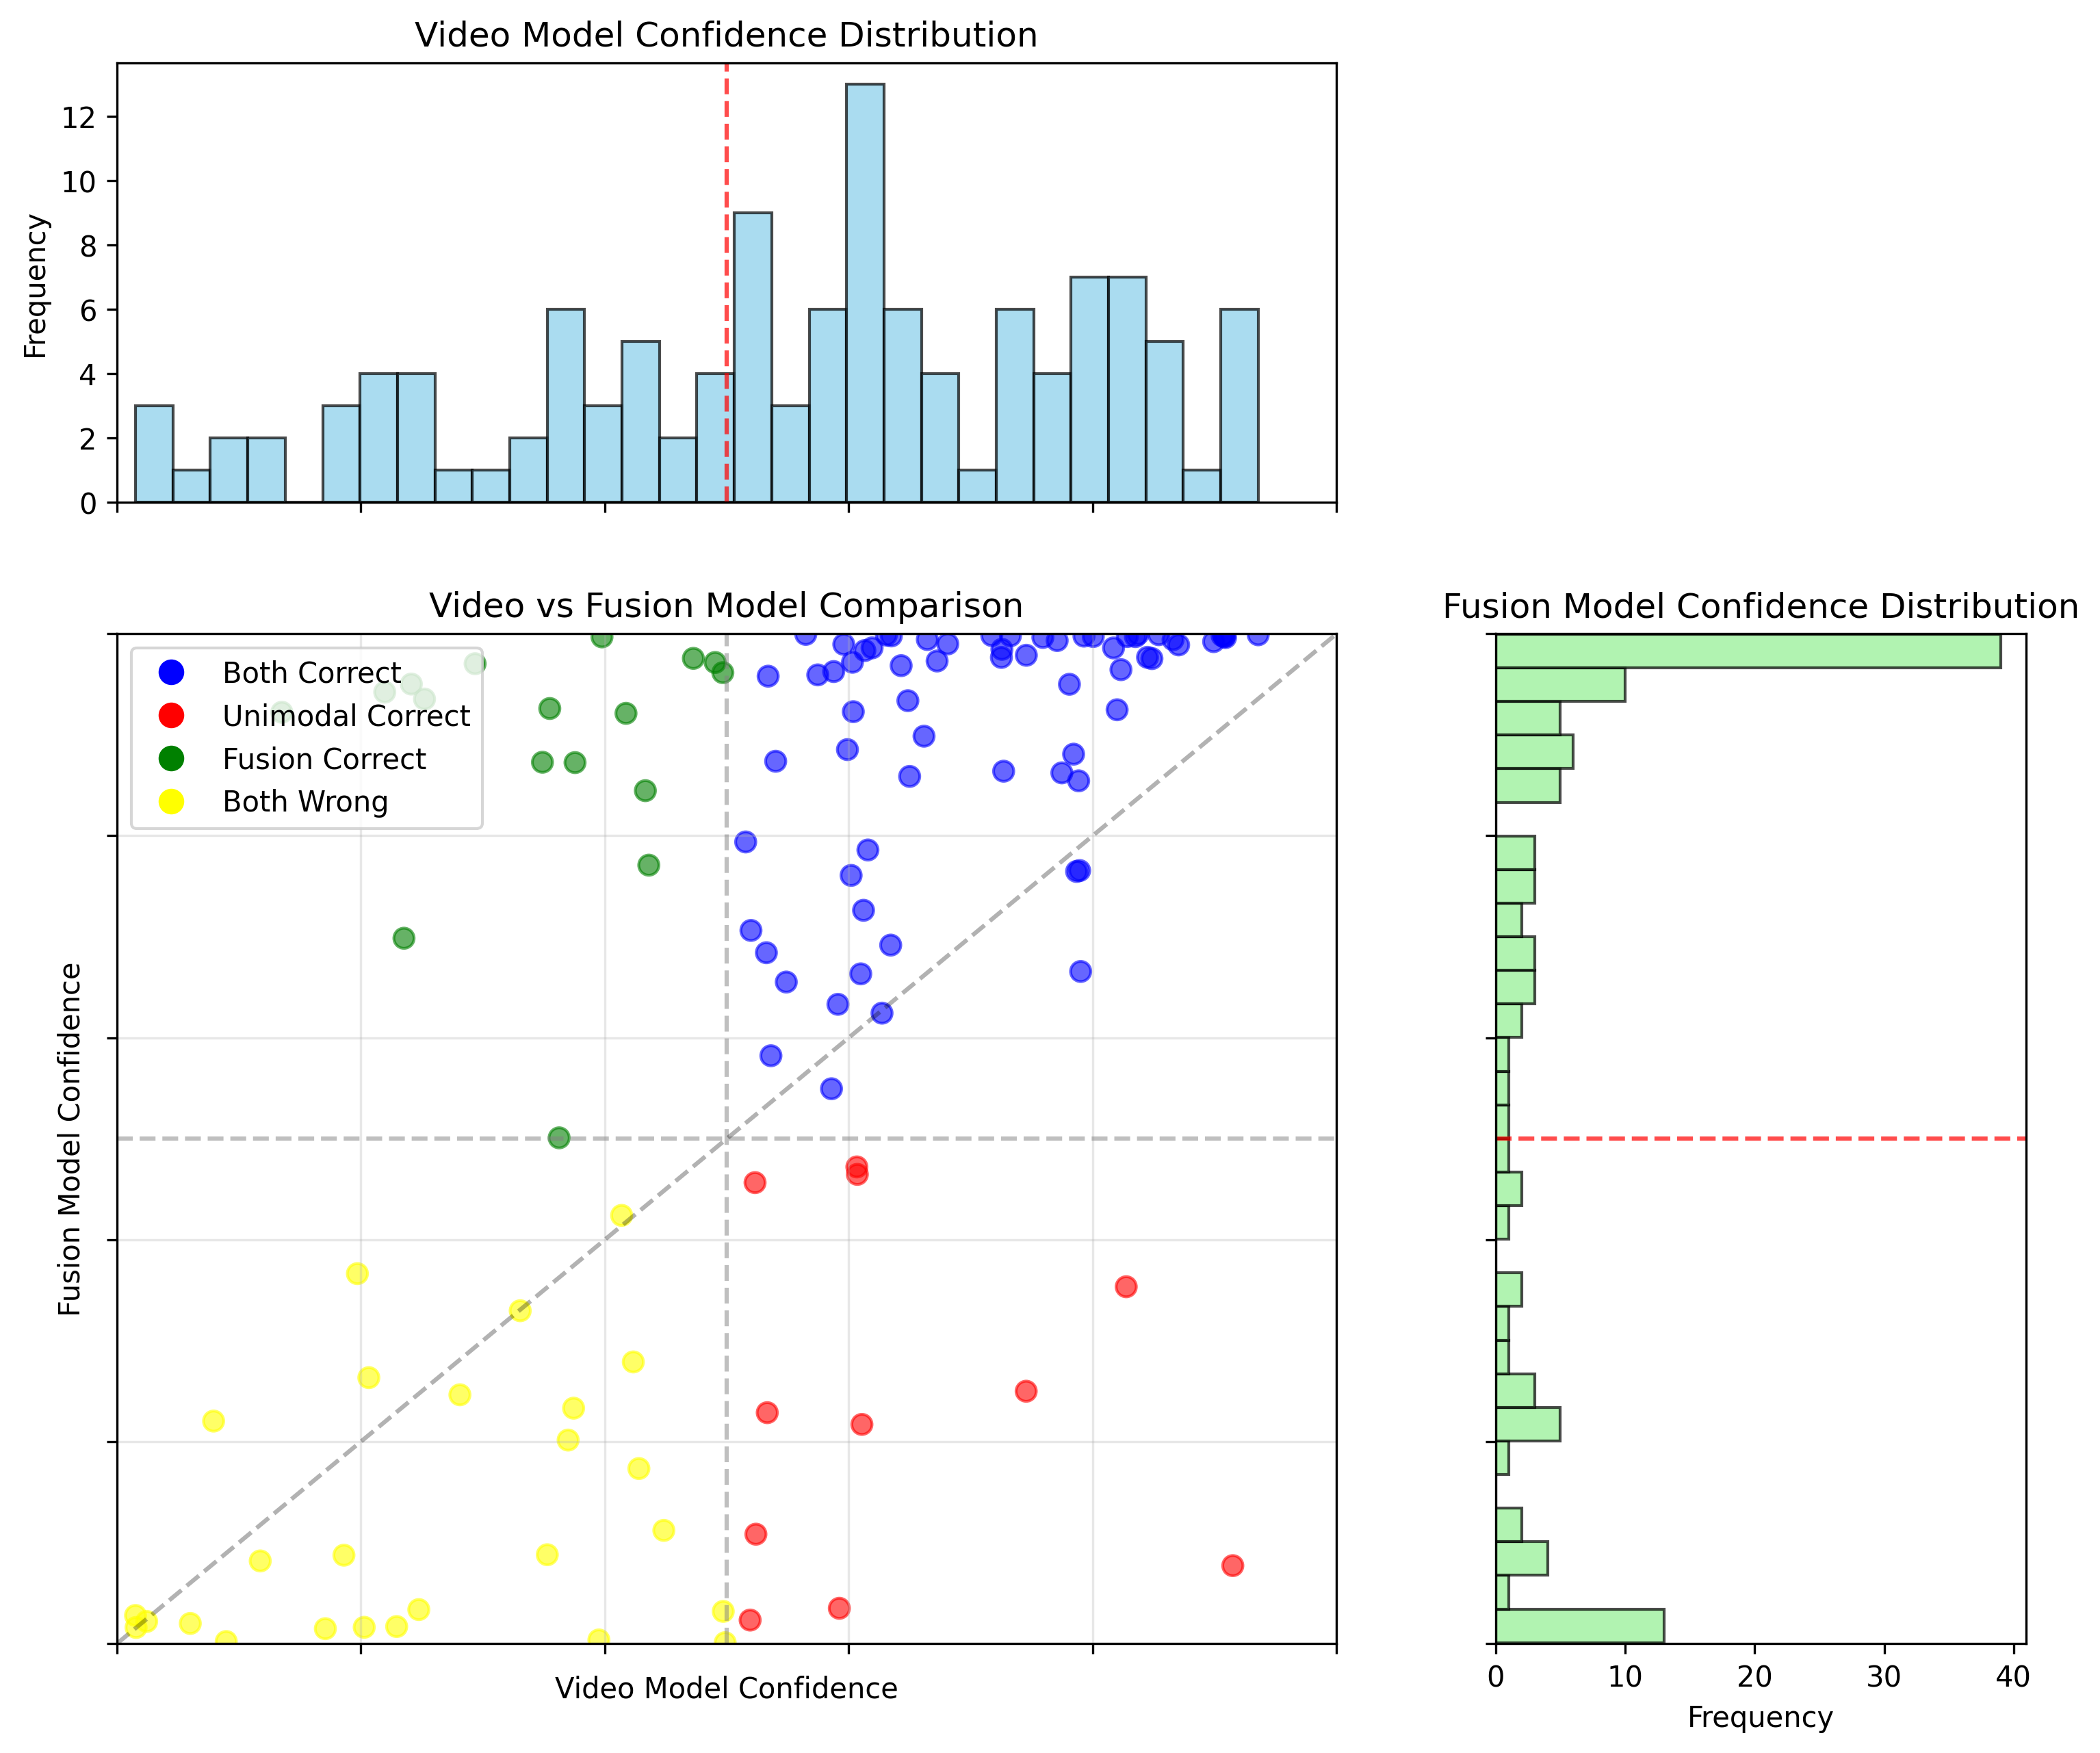 Video Model Confidence Distribution
12
10
8
6
4
2
0
Frequency
Video vs Fusion Model Comparison
Both Correct
Unimodal Correct
Fusion Correct
Both Wrong
Fusion Model Confidence
Video Model Confidence
Fusion Model Confidence Distribution
0 10 20 30 40
Frequency